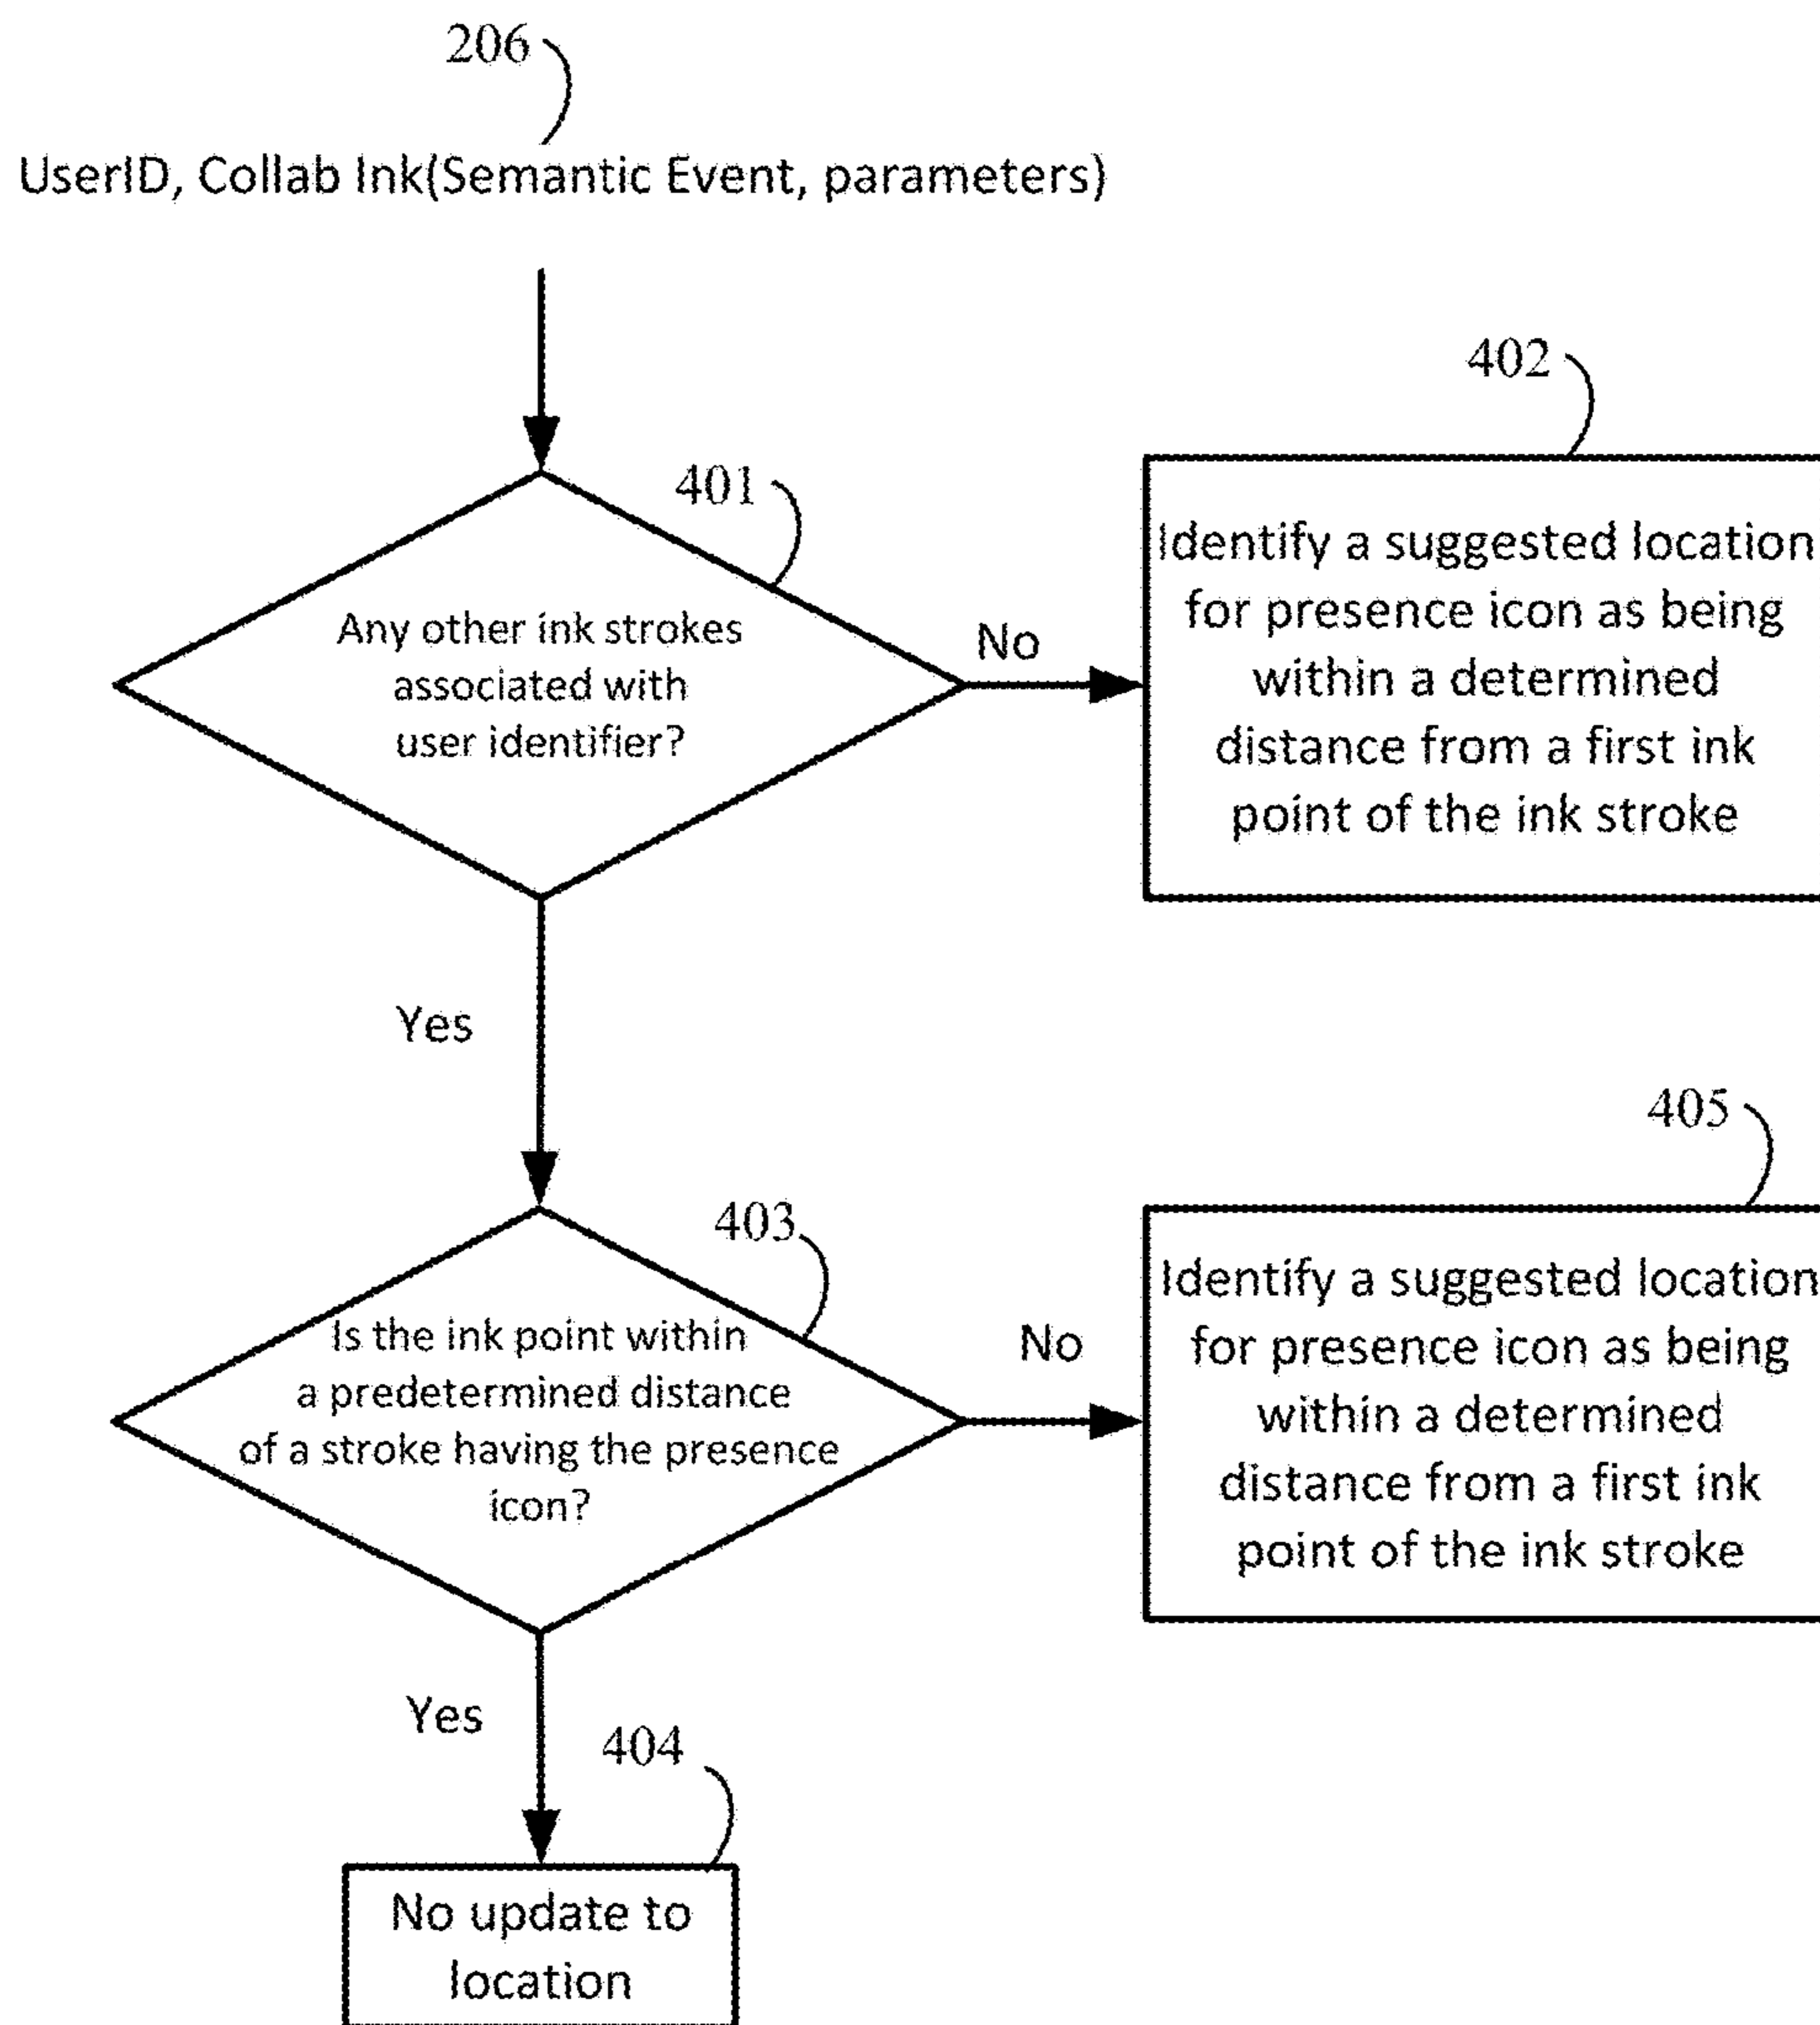 206
UserID, Collab Ink(Semantic Event, parameters)
401
Any other ink strokes
associated with
user identifier?
No
402
Identify a suggested location
for presence icon as being
within a determined
distance from a first ink
point of the ink stroke
Yes
403
Is the ink point within
a predetermined distance
of a stroke having the presence
icon?
No
405
Identify a suggested location
for presence icon as being
within a determined
distance from a first ink
point of the ink stroke
Yes
404
No update to
location